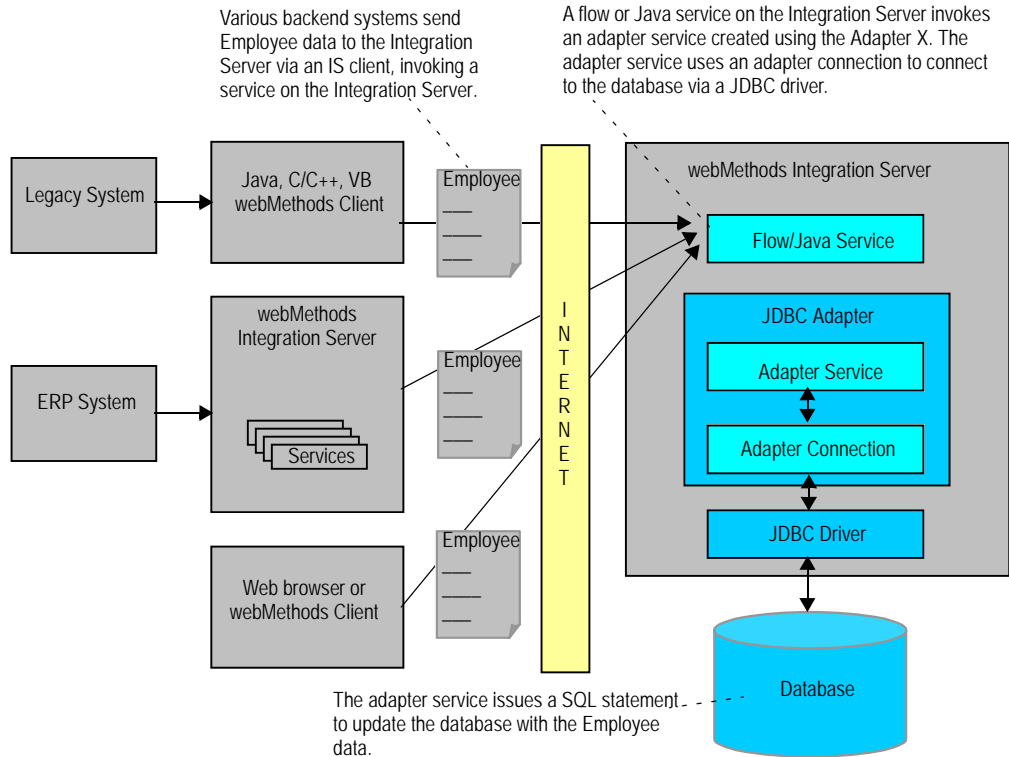 Various backend systems send
Employee data to the Integration
Server via an IS client, invoking a
service on the Integration Server.
A flow or Java service on the Integration Server invokes
an adapter service created using the Adapter X. The
adapter service uses an adapter connection to connect
to the database via a JDBC driver.
Legacy System
Java, C/C++, VB
webMethods Client
Employee
webMethods Integration Server
Flow/Java Service
ERP System
webMethods
Integration Server
Services
Employee
I
N
T
E
R
N
E
T
JDBC Adapter
Adapter Service
Adapter Connection
JDBC Driver
Web browser or
webMethods Client
Employee
Database
The adapter service issues a SQL statement
to update the database with the Employee
data.